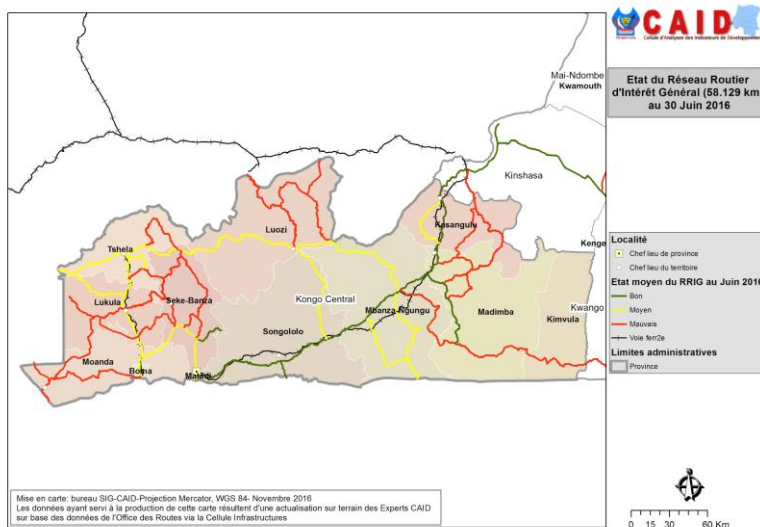 CAID
Cellule d'Analyses des Indicateurs de Développement
Etat du Réseau Routier
d'Intérêt Général (58.129 km)
au 30 Juin 2016
Mai-Ndombe
Kwamouth
Kinshasa
Luozi
Kasangulu
Kenge
Tshela
Kwango
Lukula
Seke-Banza
Kongo Central
Mbanza-Ngungu
Madimba
Kimvula
Songololo
Moanda
Boma
Matadi
Localité
Chef lieu de province
Chef lieu du territoire
Etat moyen du RRIG au Juin 2016
Bon
Moyen
Mauvais
Voie ferr2e
Limites administratives
Province
Mise en carte: bureau SIG-CAID-Projection Mercator, WGS 84- Novembre 2016
Les données ayant servi à la production de cette carte résultent d'une actualisation sur terrain des Experts CAID
sur base des données de l'Office des Routes via la Cellule Infrastructures
0 15 30 60 Km